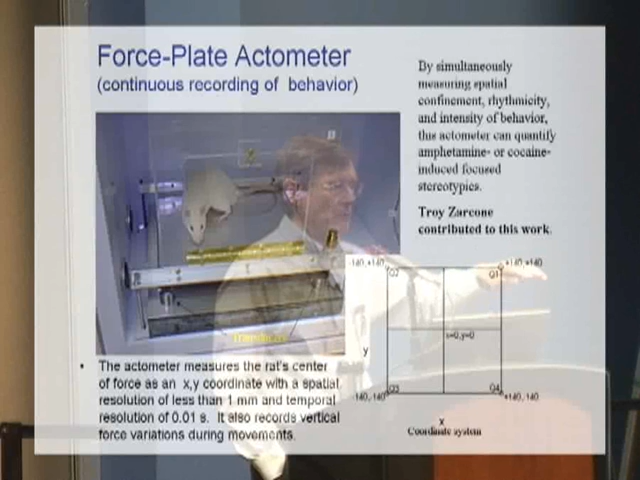 Force-Plate Actometer
(continuous recording of behavior)
By simultaneously
measuring spatial
confinement, rhythmicity,
and intensity of behavior,
this actometer can quantify
amphetamine- or cocaine-
induced focused
stereotypies.
Troy Zarcone
contributed to this work.
-140,+140
Q2
Q1
+140,+140
x=0,y=0
y
Q3
Q4
+140, 140
x
Coordinate system
• The actometer measures the rat's center
of force as an x,y coordinate with a spatial
resolution of less than 1 mm and temporal
resolution of 0.01 s. It also records vertical
force variations during movements.